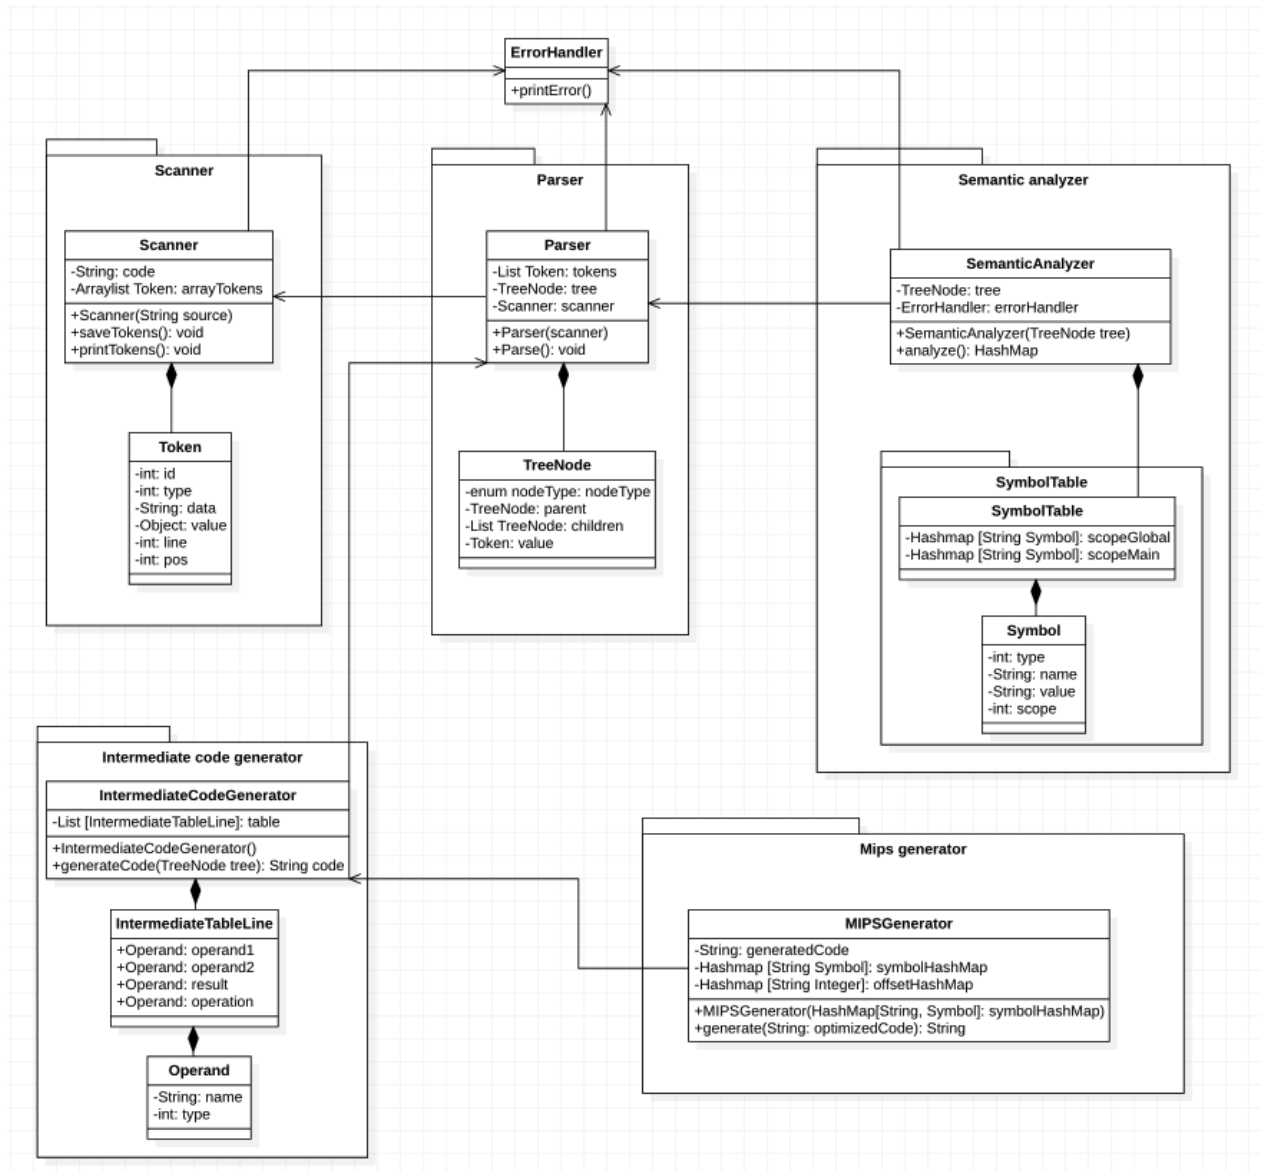 ErrorHandler
+printError()
Scanner
Scanner
-String: code
-Arraylist Token: arrayTokens
+Scanner(String source)
+saveTokens(): void
+printTokens(): void
Token
-int: id
-int: type
-String: data
-Object: value
-int: line
-int: pos
Parser
Parser
-List Token: tokens
-TreeNode: tree
-Scanner: scanner
+Parser(scanner)
+Parse(): void
TreeNode
-enum nodeType: nodeType
-TreeNode: parent
-List TreeNode: children
-Token: value
Semantic analyzer
SemanticAnalyzer
-TreeNode: tree
-ErrorHandler: errorHandler
+SemanticAnalyzer(TreeNode tree)
+analyze(): HashMap
SymbolTable
SymbolTable
-Hashmap [String Symbol]: scopeGlobal
-Hashmap [String Symbol]: scopeMain
Symbol
-int: type
-String: name
-String: value
-int: scope
Intermediate code generator
IntermediateCodeGenerator
-List [IntermediateTableLine]: table
+IntermediateCodeGenerator()
+generateCode(TreeNode tree): String code
IntermediateTableLine
+Operand: operand1
+Operand: operand2
+Operand: result
+Operand: operation
Operand
-String: name
-int: type
Mips generator
MIPSGenerator
-String: generatedCode
-Hashmap [String Symbol]: symbolHashMap
-Hashmap [String Integer]: offsetHashMap
+MIPSGenerator(HashMap[String, Symbol]: symbolHashMap)
+generate(String: optimizedCode): String